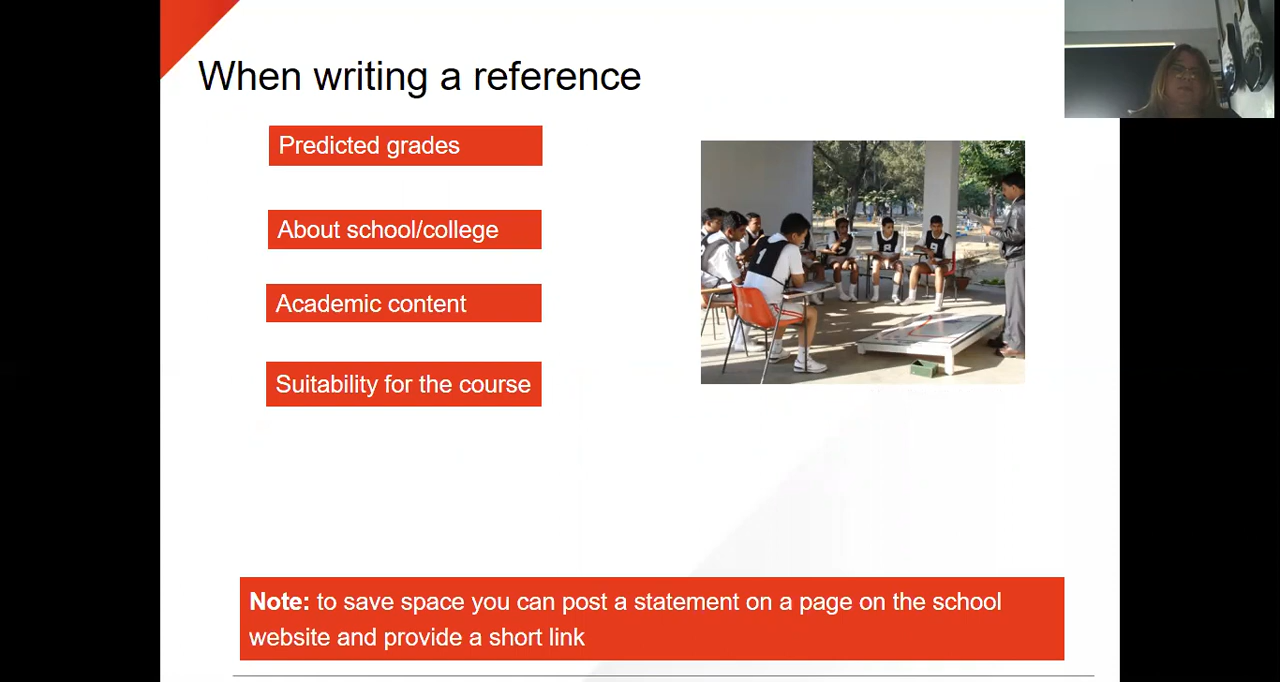 When writing a reference
Predicted grades
About school/college
Academic content
Suitability for the course
Note: to save space you can post a statement on a page on the school
website and provide a short link